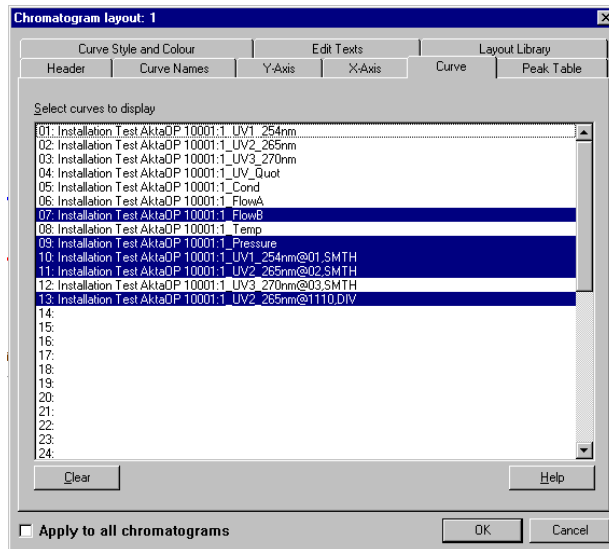 Chromatogram layout: 1
Curve Style and Colour
Edit Texts
Layout Library
Header
Curve Names
Y-Axis
X-Axis
Curve
Peak Table
Select curves to display
01: Installation Test AktaOP 10001:1_UV1_254nm
02: Installation Test AktaOP 10001:1_UV2_265nm
03: Installation Test AktaOP 10001:1_UV3_270nm
04: Installation Test AktaOP 10001:1_UV_Quot
05: Installation Test AktaOP 10001:1_Cond
06: Installation Test AktaOP 10001:1_FlowA
07: Installation Test AktaOP 10001:1_FlowB
08: Installation Test AktaOP 10001:1_Temp
09: Installation Test AktaOP 10001:1_Pressure
10: Installation Test AktaOP 10001:1_UV1_254nm@01,SMTH
11: Installation Test AktaOP 10001:1_UV2_265nm@02,SMTH
12: Installation Test AktaOP 10001:1_UV3_270nm@03,SMTH
13: Installation Test AktaOP 10001:1_UV2_265nm@1110,DIV
14:
15:
16:
17:
18:
19:
20:
21:
22:
23:
24:
Clear
Help
Apply to all chromatograms
OK
Cancel